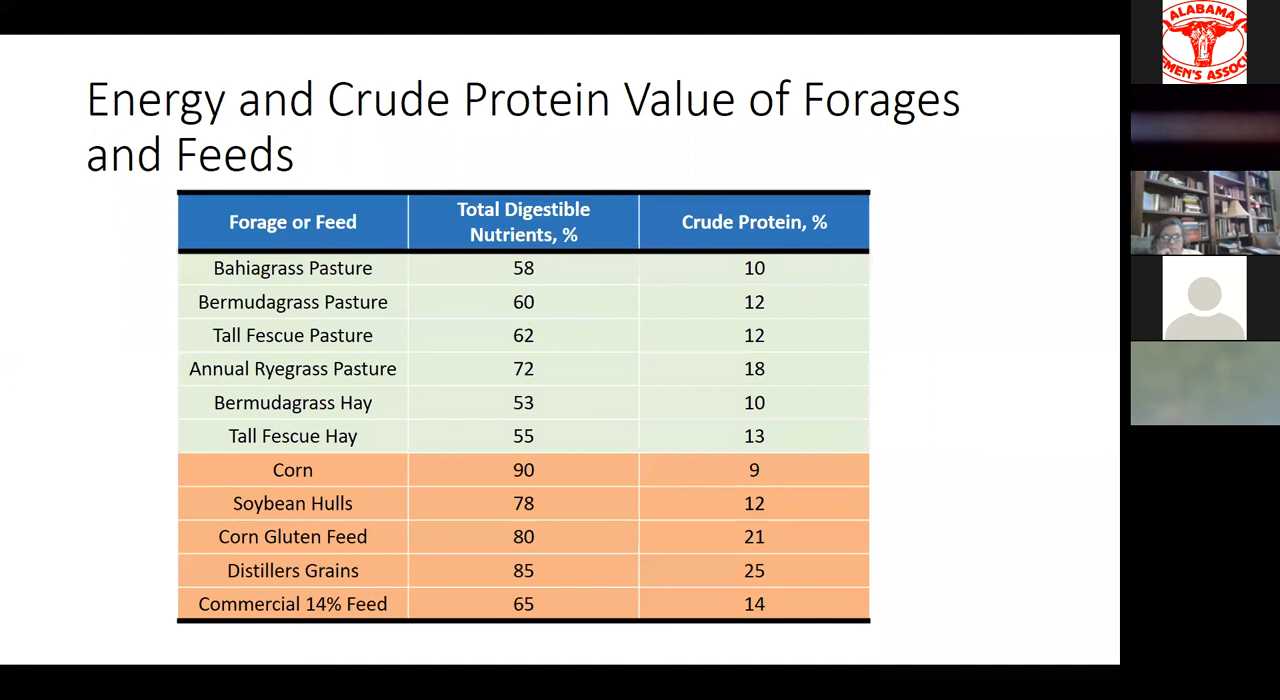 Energy and Crude Protein Value of Forages
and Feeds
Forage or Feed Total Digestible Nutrients, % Crude Protein, %
Bahiagrass Pasture 58 10
Bermudagrass Pasture 60 12
Tall Fescue Pasture 62 12
Annual Ryegrass Pasture 72 18
Bermudagrass Hay 53 10
Tall Fescue Hay 55 13
Corn 90 9
Soybean Hulls 78 12
Corn Gluten Feed 80 21
Distillers Grains 85 25
Commercial 14% Feed 65 14
ALABAMA